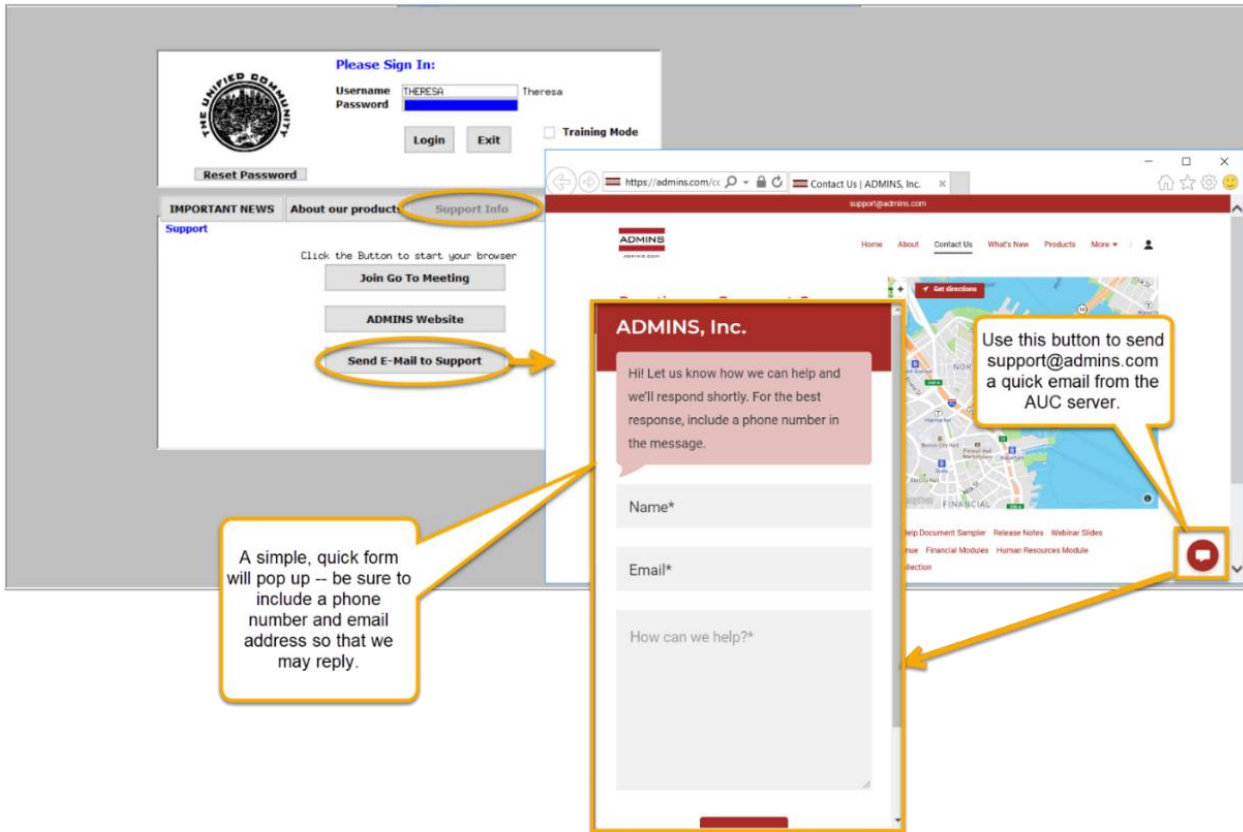 THE UNIFIED COMMUNITY
Please Sign In:
Username THERESA Theresa
Password
Login Exit Training Mode
Reset Password
IMPORTANT NEWS About our products Support Info
Support
Click the Button to start your browser
Join Go To Meeting
ADMINS Website
Send E-Mail to Support
https://admins.com/cc
Contact Us | ADMINS, Inc.
support@admins.com
ADMINS
ADMINS.COM
Home About Contact Us What's New Products More
Get directions
ADMINS, Inc.
Hi! Let us know how we can help and
we'll respond shortly. For the best
response, include a phone number in
the message.
Name*
Email*
How can we help?*
Use this button to send
support@admins.com
a quick email from the
AUC server.
FINANCIAL
Help Document Sampler Release Notes Webinar Slides
Financial Modules Human Resources Module
A simple, quick form
will pop up -- be sure to
include a phone
number and email
address so that we
may reply.